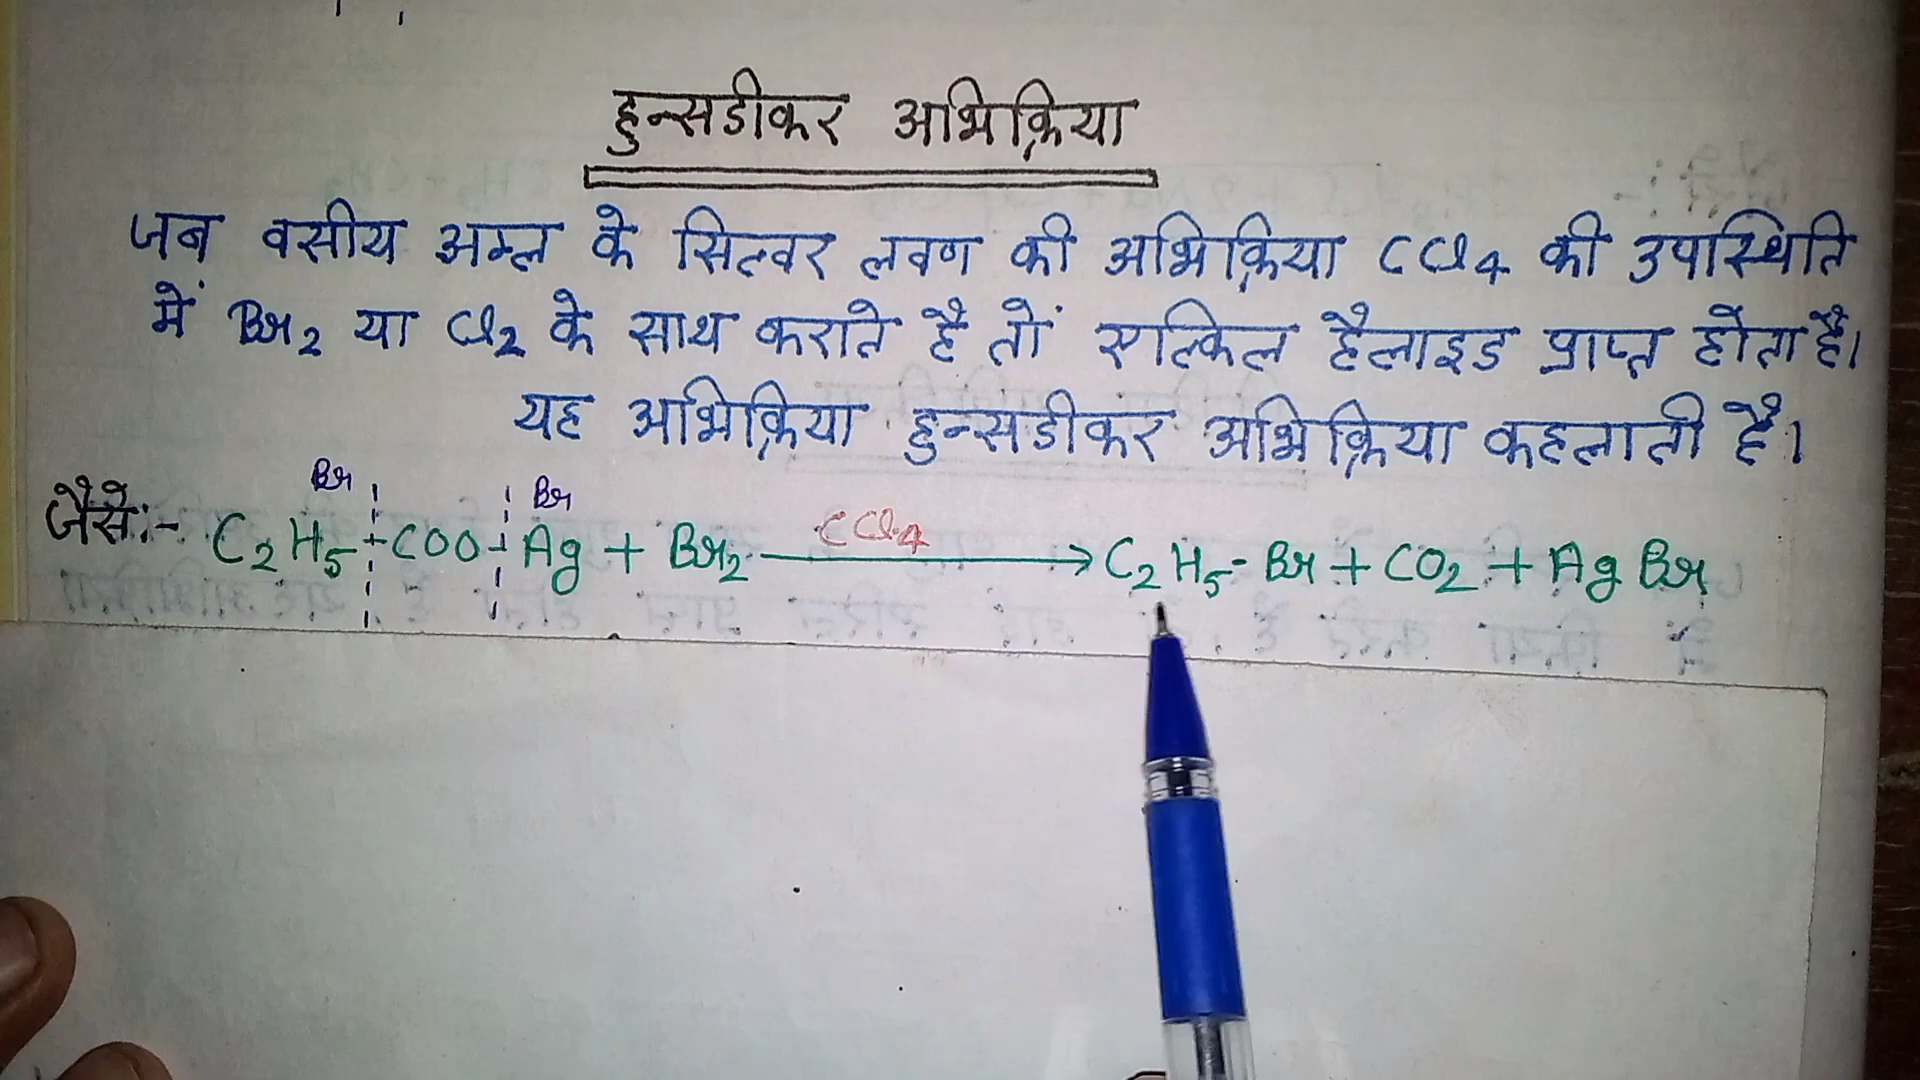 हुन्सडीकर अभिक्रिया
जब वसीय अम्ल के सिल्वर लवण की अभिक्रिया CCl4 की उपस्थिति
में Br2 या Cl2 के साथ कराते है तों एल्किल हैलाइड प्राप्त होता है।
यह अभिक्रिया हुन्सडीकर अभिक्रिया कहलाती है।
Br Br
जैसे:- C2H5-COO-Ag + Br2 —CCl4→ C2H5-Br + CO2 + AgBr